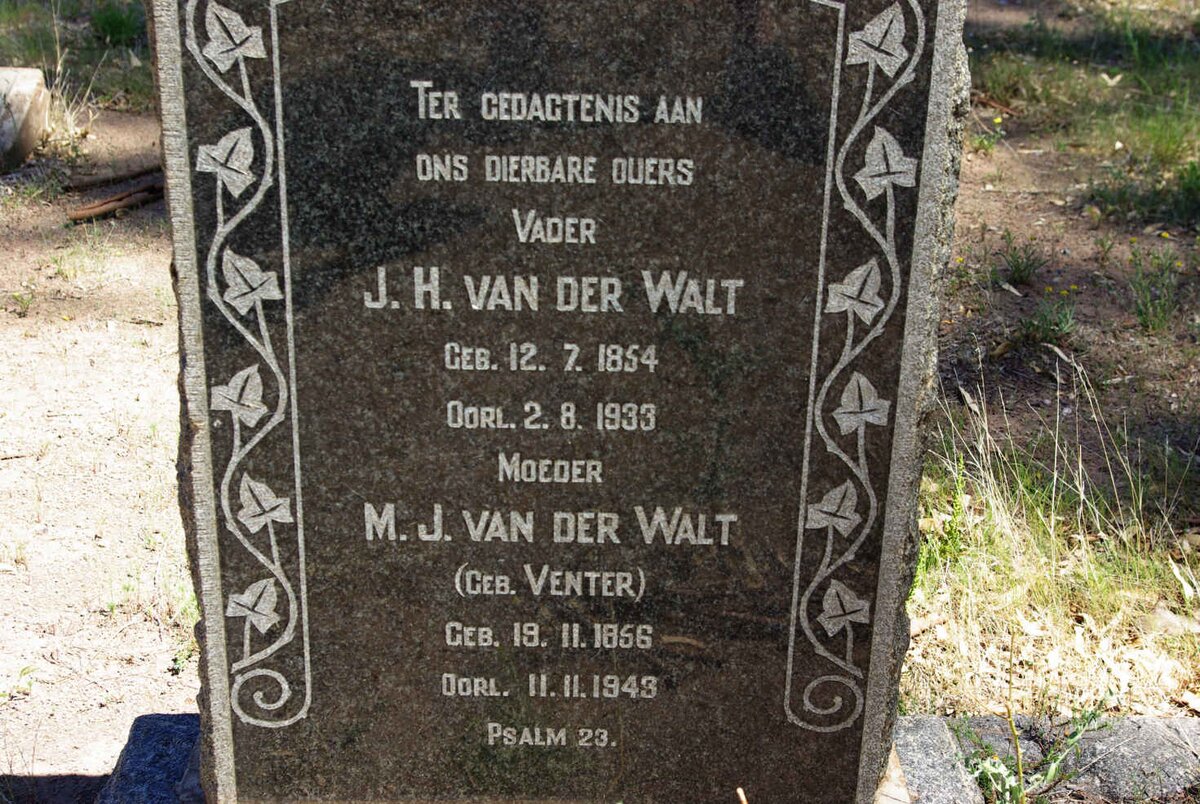 TER GEDAGTENIS AAN
ONS DIERBARE OUERS
VADER
J. H. VAN DER WALT
GEB. 12. 7. 1854
OORL. 2. 8. 1933
MOEDER
M. J. VAN DER WALT
(GEB. VENTER)
GEB. 19. 11. 1856
OORL. 11. 11. 1943
PSALM 23.